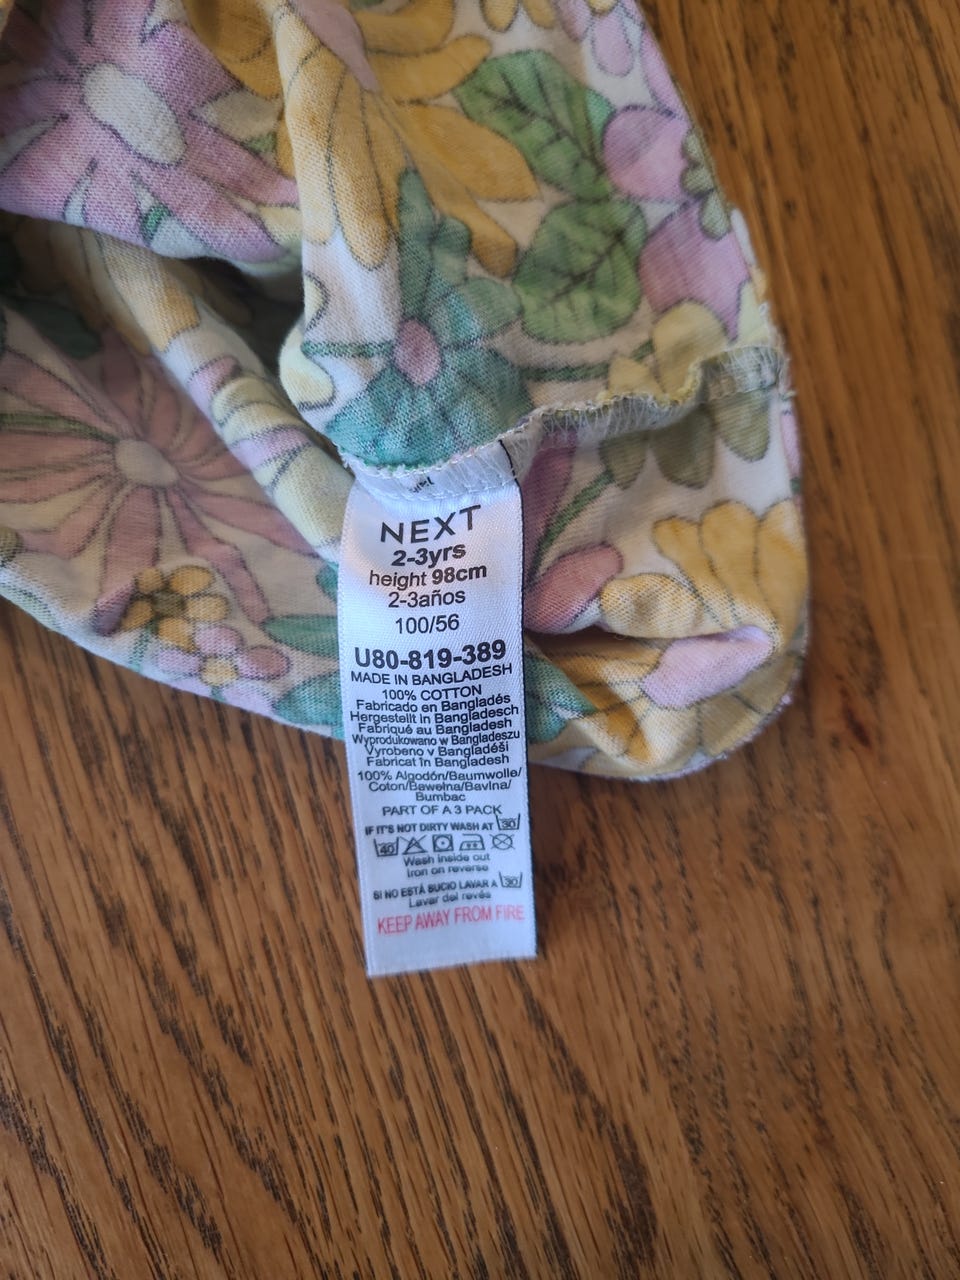 NEXT
2-3yrs
height 98cm
2-3años
100/56
U80-819-389
MADE IN BANGLADESH
100% COTTON
Fabricado en Bangladés
Hergestellt in Bangladesch
Fabriqué au Bangladesh
Wyprodukowano w Bangladeszu
Vyrobeno v Bangladéši
Fabricat în Bangladesh
100% Algodón/Baumwolle/
Coton/Bawełna/Bavlna/
Bumbac
PART OF A 3 PACK
IF IT'S NOT DIRTY WASH AT 30
40
Wash inside out
Iron on reverse
SI NO ESTÁ SUCIO LAVAR A 30
Lavar del revés
KEEP AWAY FROM FIRE